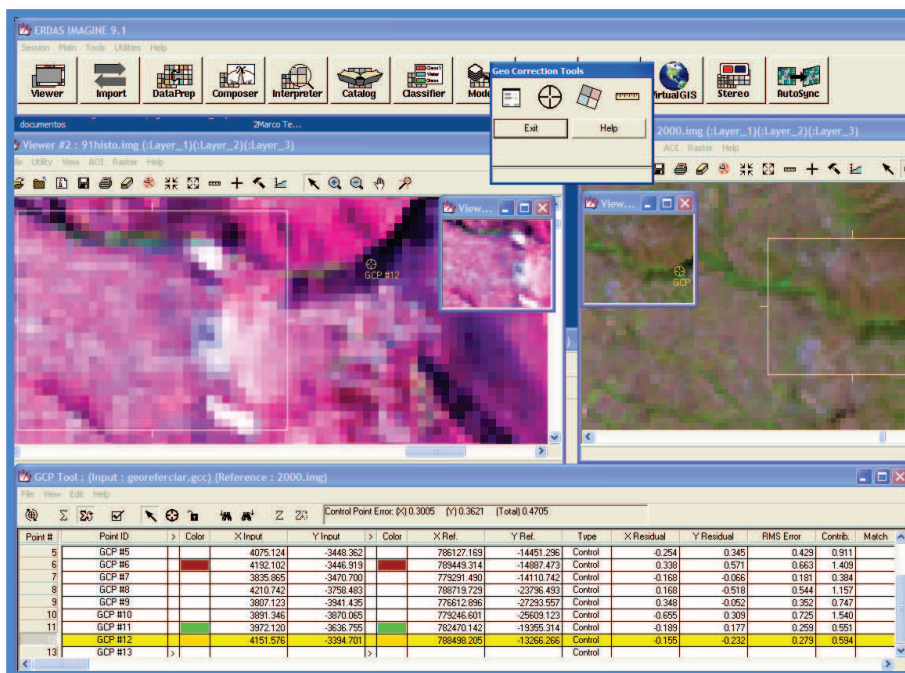 ERDAS IMAGINE 9.1
Session Main Tools Utilities Help
Viewer Import DataPrep Composer Interpreter Catalog Classifier VirtualGIS Stereo AutoSync
Geo Correction Tools
Exit Help
documentos 2Marco Te...
Viewer #2 : 91histo.img (:Layer_1)(:Layer_2)(:Layer_3)
2000.img (:Layer_1)(:Layer_2)(:Layer_3)
Utility View AOI Raster Help
AOI Raster Help
View...
View...
GCP #12
GCP
GCP Tool : (Input : georeferciar.gcc) (Reference : 2000.img)
File View Edit Help
Control Point Error: (X) 0.3005 (Y) 0.3621 (Total) 0.4705
Point # Point ID > Color X Input Y Input > Color X Ref. Y Ref. Type X Residual Y Residual RMS Error Contrib. Match
5 GCP #5 4075.124 -3448.362 786127.169 -14451.296 Control -0.254 0.345 0.429 0.911
6 GCP #6 4192.102 -3446.919 789449.314 -14887.473 Control 0.338 0.571 0.663 1.409
7 GCP #7 3835.865 -3470.700 779291.490 -14110.742 Control -0.168 -0.066 0.181 0.384
8 GCP #8 4210.742 -3758.483 788719.729 -23796.493 Control 0.168 -0.518 0.544 1.157
9 GCP #9 3807.123 -3941.435 776612.896 -27293.557 Control 0.348 -0.052 0.352 0.747
10 GCP #10 3891.346 -3870.065 779246.601 -25609.123 Control -0.655 0.309 0.725 1.540
11 GCP #11 3972.120 -3636.755 782470.142 -19355.314 Control -0.189 0.177 0.259 0.551
GCP #12 4151.576 -3394.701 788498.205 -13266.266 Control -0.155 -0.232 0.279 0.594
13 GCP #13 > > Control